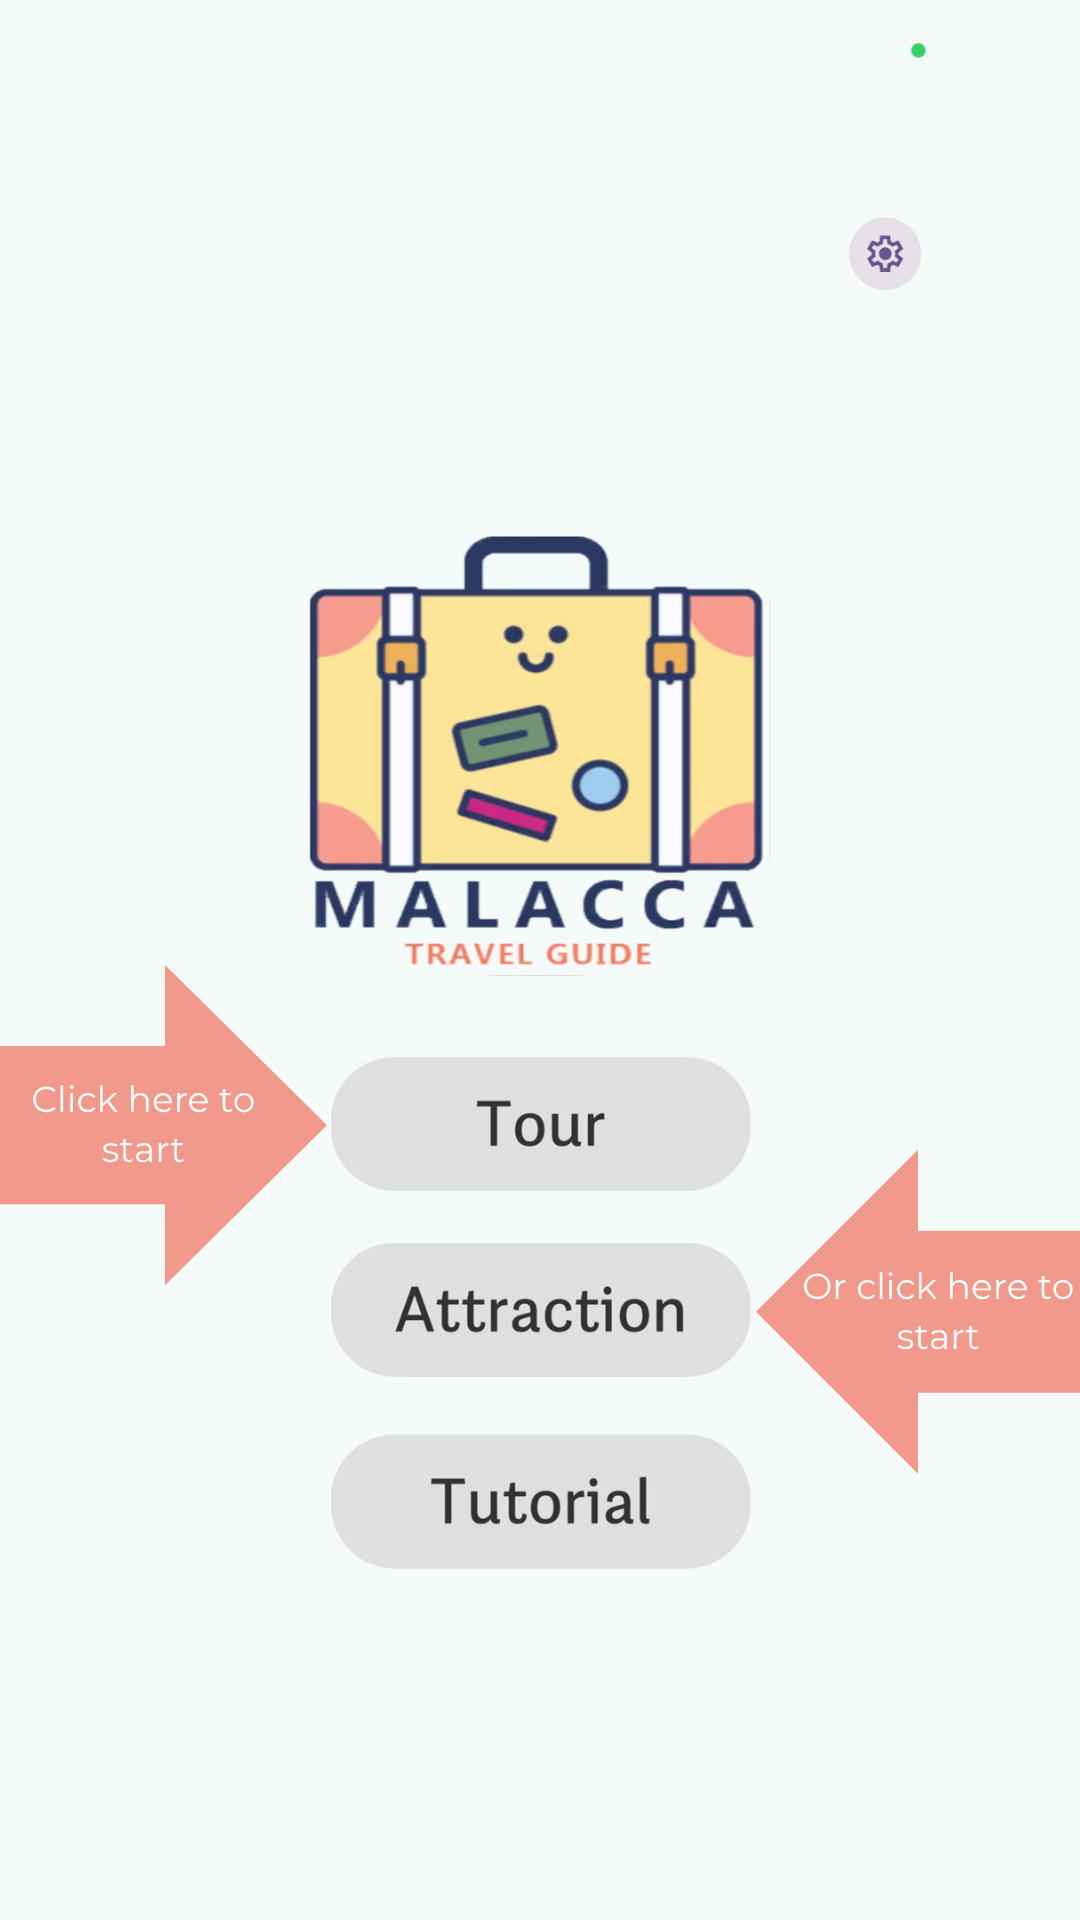 MALACCA
TRAVEL GUIDE
Click here to
start
Tour
Attraction
Or click here to
start
Tutorial